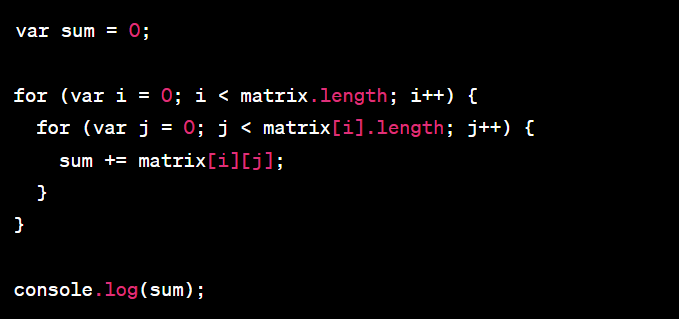 var sum = 0;
for (var i = 0; i < matrix.length; i++) {
  for (var j = 0; j < matrix[i].length; j++) {
    sum += matrix[i][j];
  }
}
console.log(sum);